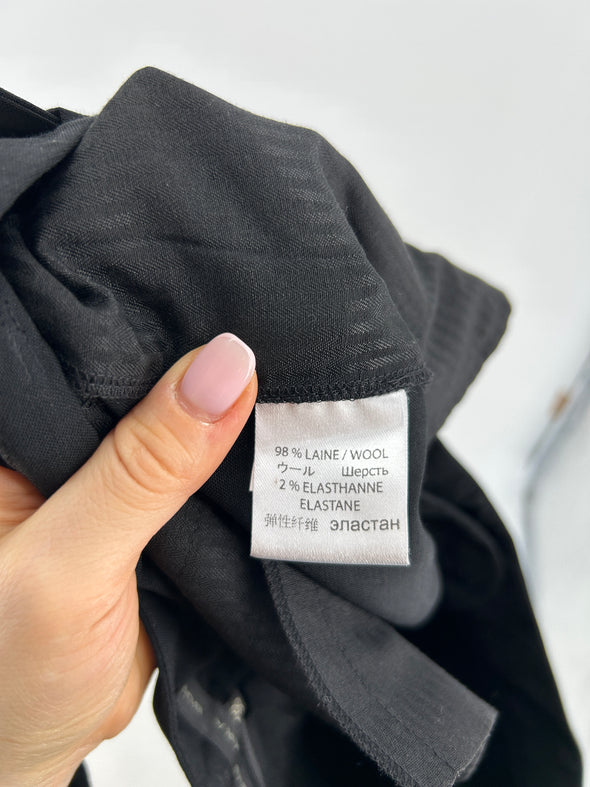 98 % LAINE / WOOL
ウール Шерсть
2 % ELASTHANNE
ELASTANE
弹性纤维 эластан